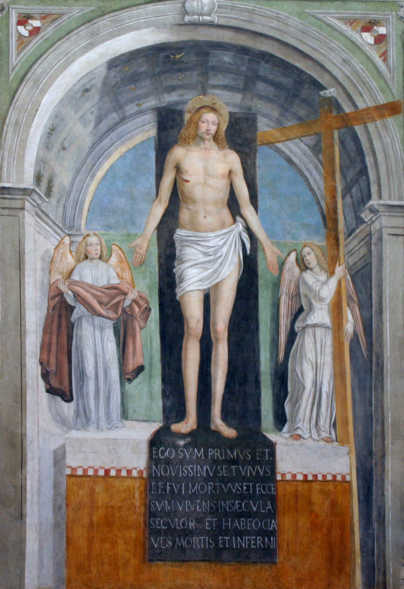 EGO SVM PRIMVS ET
NOVISSIMVS ET VIVVS
ET FVI MORTVVS ET ECCE
SVM VIVENS IN SÆCVLA
SECVLOR ET HABEO CLA
VES MORTIS ET INFERNI